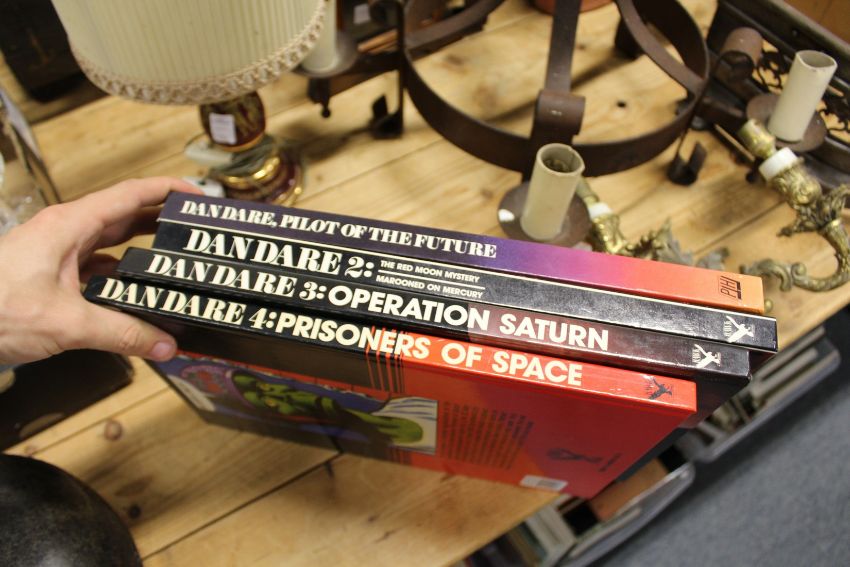 DAN DARE, PILOT OF THE FUTURE
DAN DARE 2: THE RED MOON MYSTERY
MAROONED ON MERCURY
DAN DARE 3: OPERATION SATURN
DAN DARE 4: PRISONERS OF SPACE